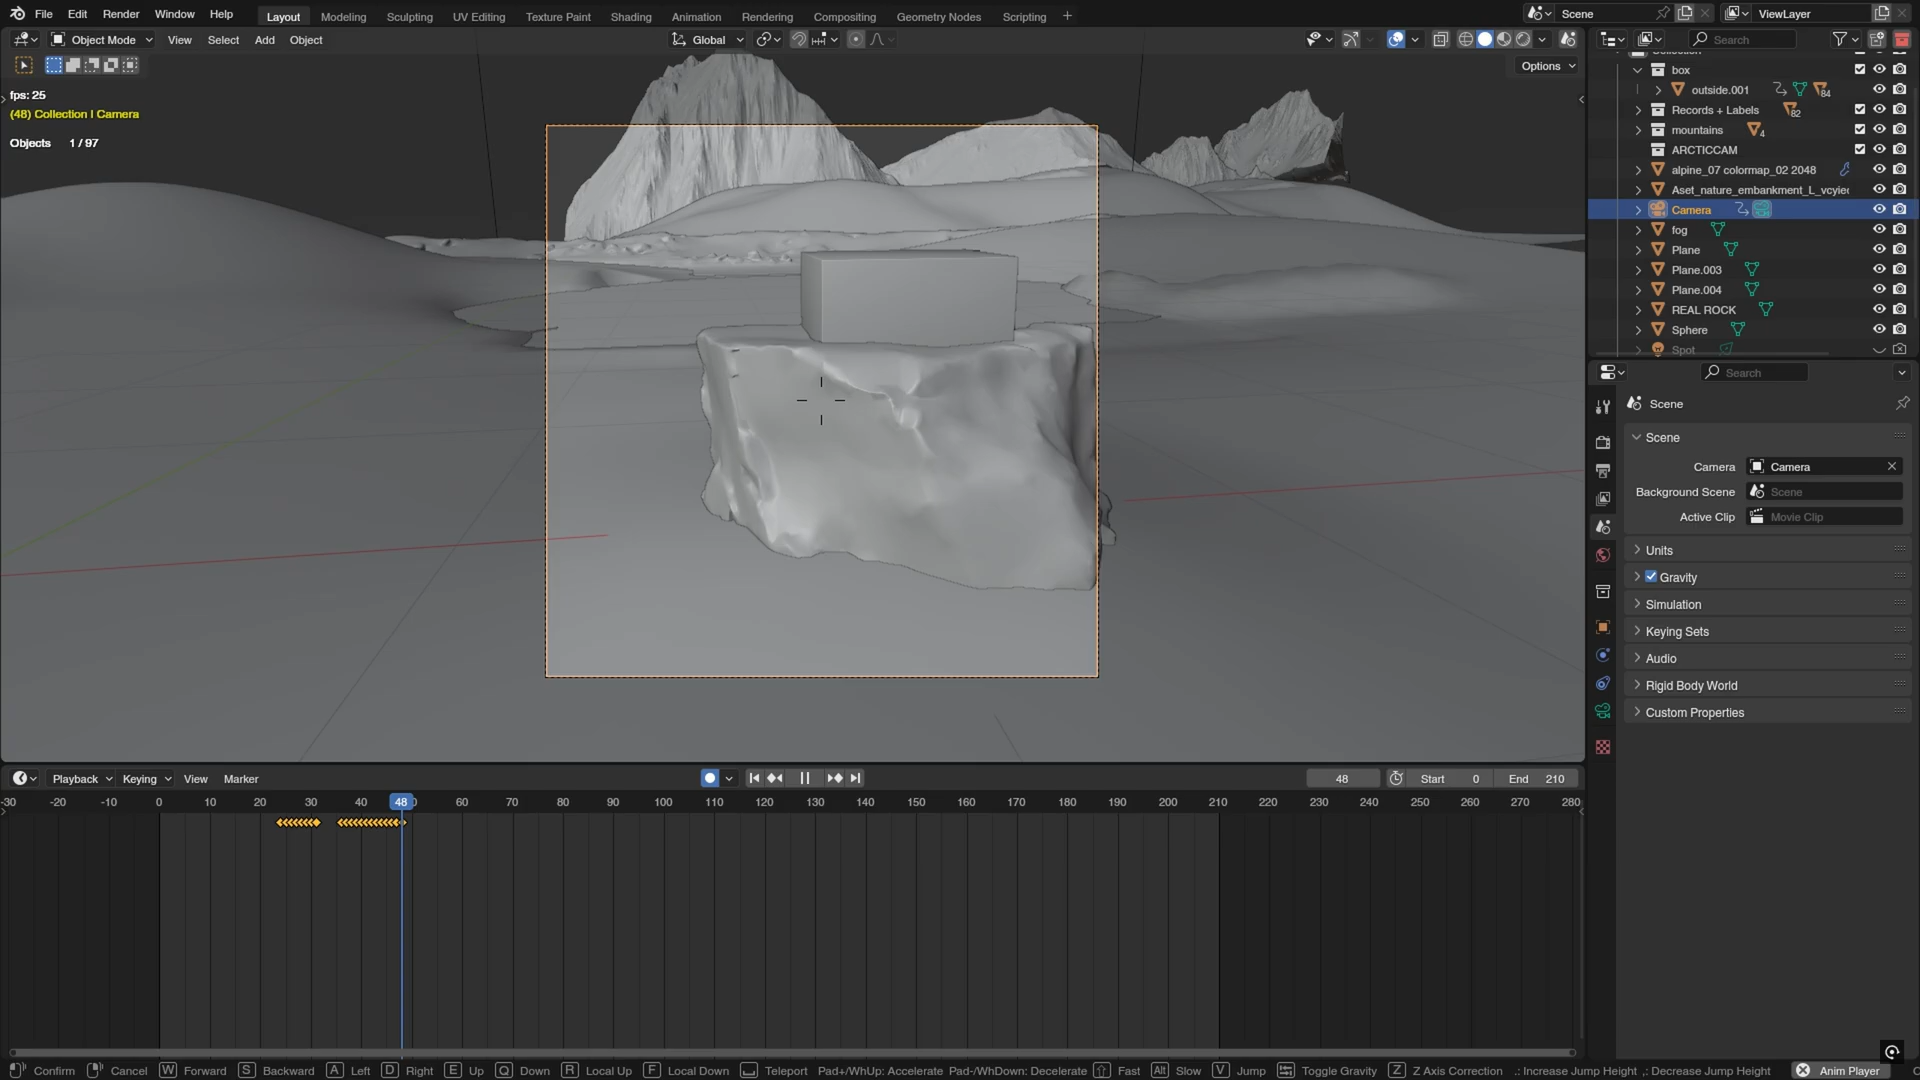 File Edit Render Window Help Layout Modeling Sculpting UV Editing Texture Paint Shading Animation Rendering Compositing Geometry Nodes Scripting + Scene ViewLayer
Object Mode View Select Add Object Global Search
Options
fps: 25
(48) Collection | Camera
Objects 1 / 97
box
outside.001 84
Records + Labels 82
mountains 4
ARCTICCAM
alpine_07 colormap_02 2048
Aset_nature_embankment_L_vcyie
Camera
fog
Plane
Plane.003
Plane.004
REAL ROCK
Sphere
Spot
Search
Scene
Scene
Camera Camera
Background Scene Scene
Active Clip Movie Clip
Units
Gravity
Simulation
Keying Sets
Audio
Rigid Body World
Custom Properties
Playback Keying View Marker 48 Start 0 End 210
-30 -20 -10 0 10 20 30 40 48 60 70 80 90 100 110 120 130 140 150 160 170 180 190 200 210 220 230 240 250 260 270 280
Confirm Cancel W Forward S Backward A Left D Right E Up Q Down R Local Up F Local Down Teleport Pad+/WhUp: Accelerate Pad-/WhDown: Decelerate Fast Alt Slow V Jump Toggle Gravity Z Z Axis Correction .: Increase Jump Height ,: Decrease Jump Height Anim Player